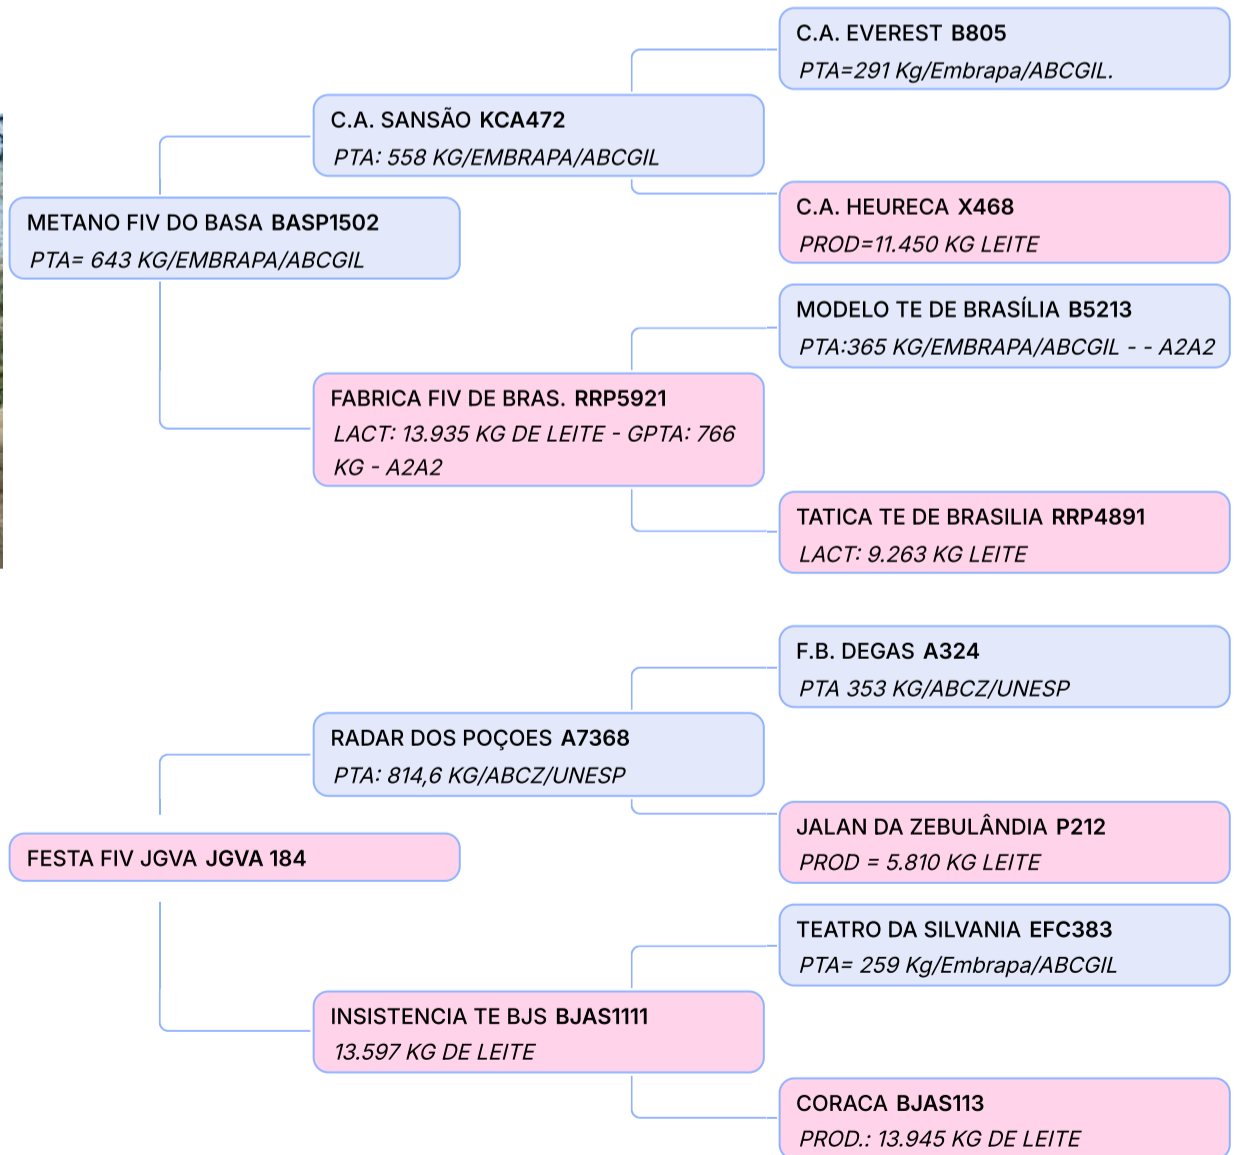 C.A. EVEREST B805
PTA=291 Kg/Embrapa/ABCGIL.
C.A. SANSÃO KCA472
PTA: 558 KG/EMBRAPA/ABCGIL
C.A. HEURECA X468
PROD=11.450 KG LEITE
METANO FIV DO BASA BASP1502
PTA= 643 KG/EMBRAPA/ABCGIL
MODELO TE DE BRASÍLIA B5213
PTA:365 KG/EMBRAPA/ABCGIL - - A2A2
FABRICA FIV DE BRAS. RRP5921
LACT: 13.935 KG DE LEITE - GPTA: 766
KG - A2A2
TATICA TE DE BRASILIA RRP4891
LACT: 9.263 KG LEITE
F.B. DEGAS A324
PTA 353 KG/ABCZ/UNESP
RADAR DOS POÇOES A7368
PTA: 814,6 KG/ABCZ/UNESP
JALAN DA ZEBULÂNDIA P212
PROD = 5.810 KG LEITE
FESTA FIV JGVA JGVA 184
TEATRO DA SILVANIA EFC383
PTA= 259 Kg/Embrapa/ABCGIL
INSISTENCIA TE BJS BJAS1111
13.597 KG DE LEITE
CORACA BJAS113
PROD.: 13.945 KG DE LEITE